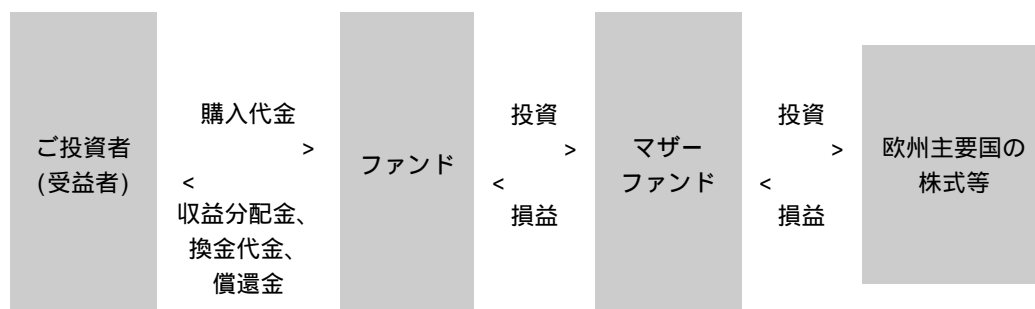 ご投資者
(受益者)
購入代金
>
<
収益分配金、
換金代金、
償還金
ファンド
投資
>
<
損益
マザー
ファンド
投資
>
<
損益
欧州主要国の
株式等